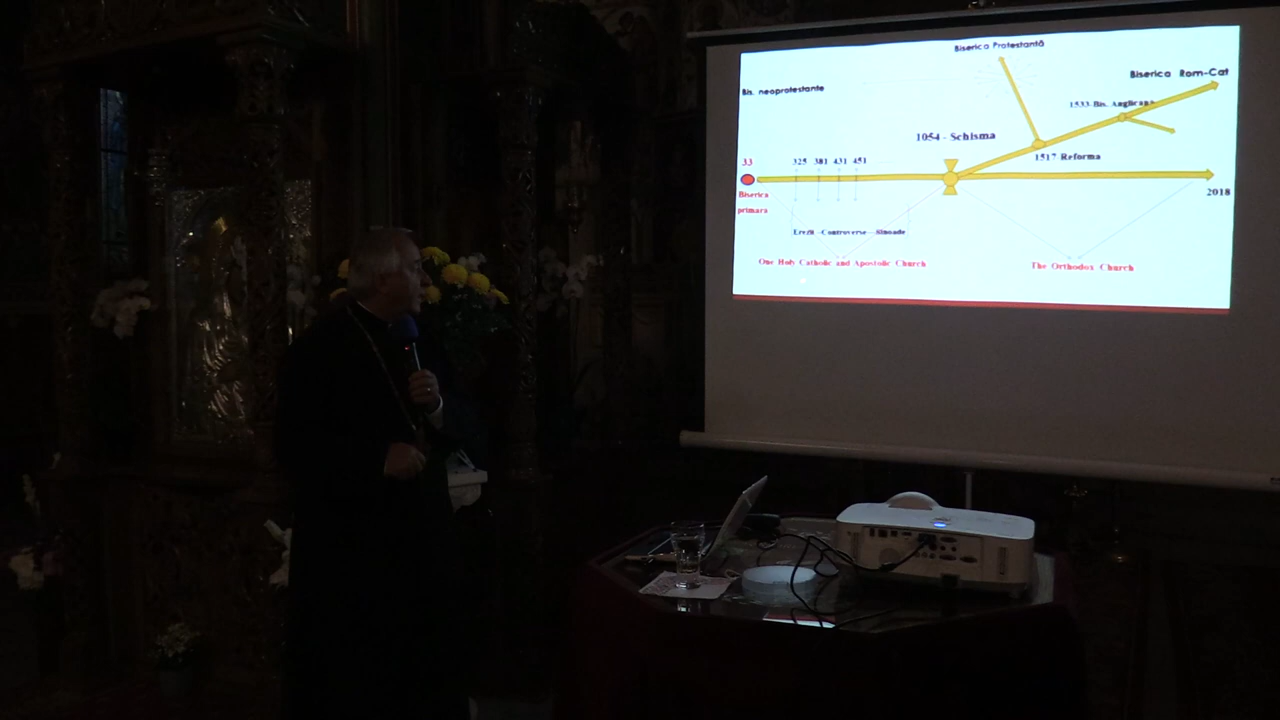 Biserica Protestantă
Biserica Rom-Cat
Bis. neoprotestante
1533 Bis. Anglicana
1054 - Schisma
33
325 381 431 451
1517 Reforma
Biserica
primara
2018
Erezii - Controverse - Sinoade
One Holy Catholic and Apostolic Church
The Orthodox Church